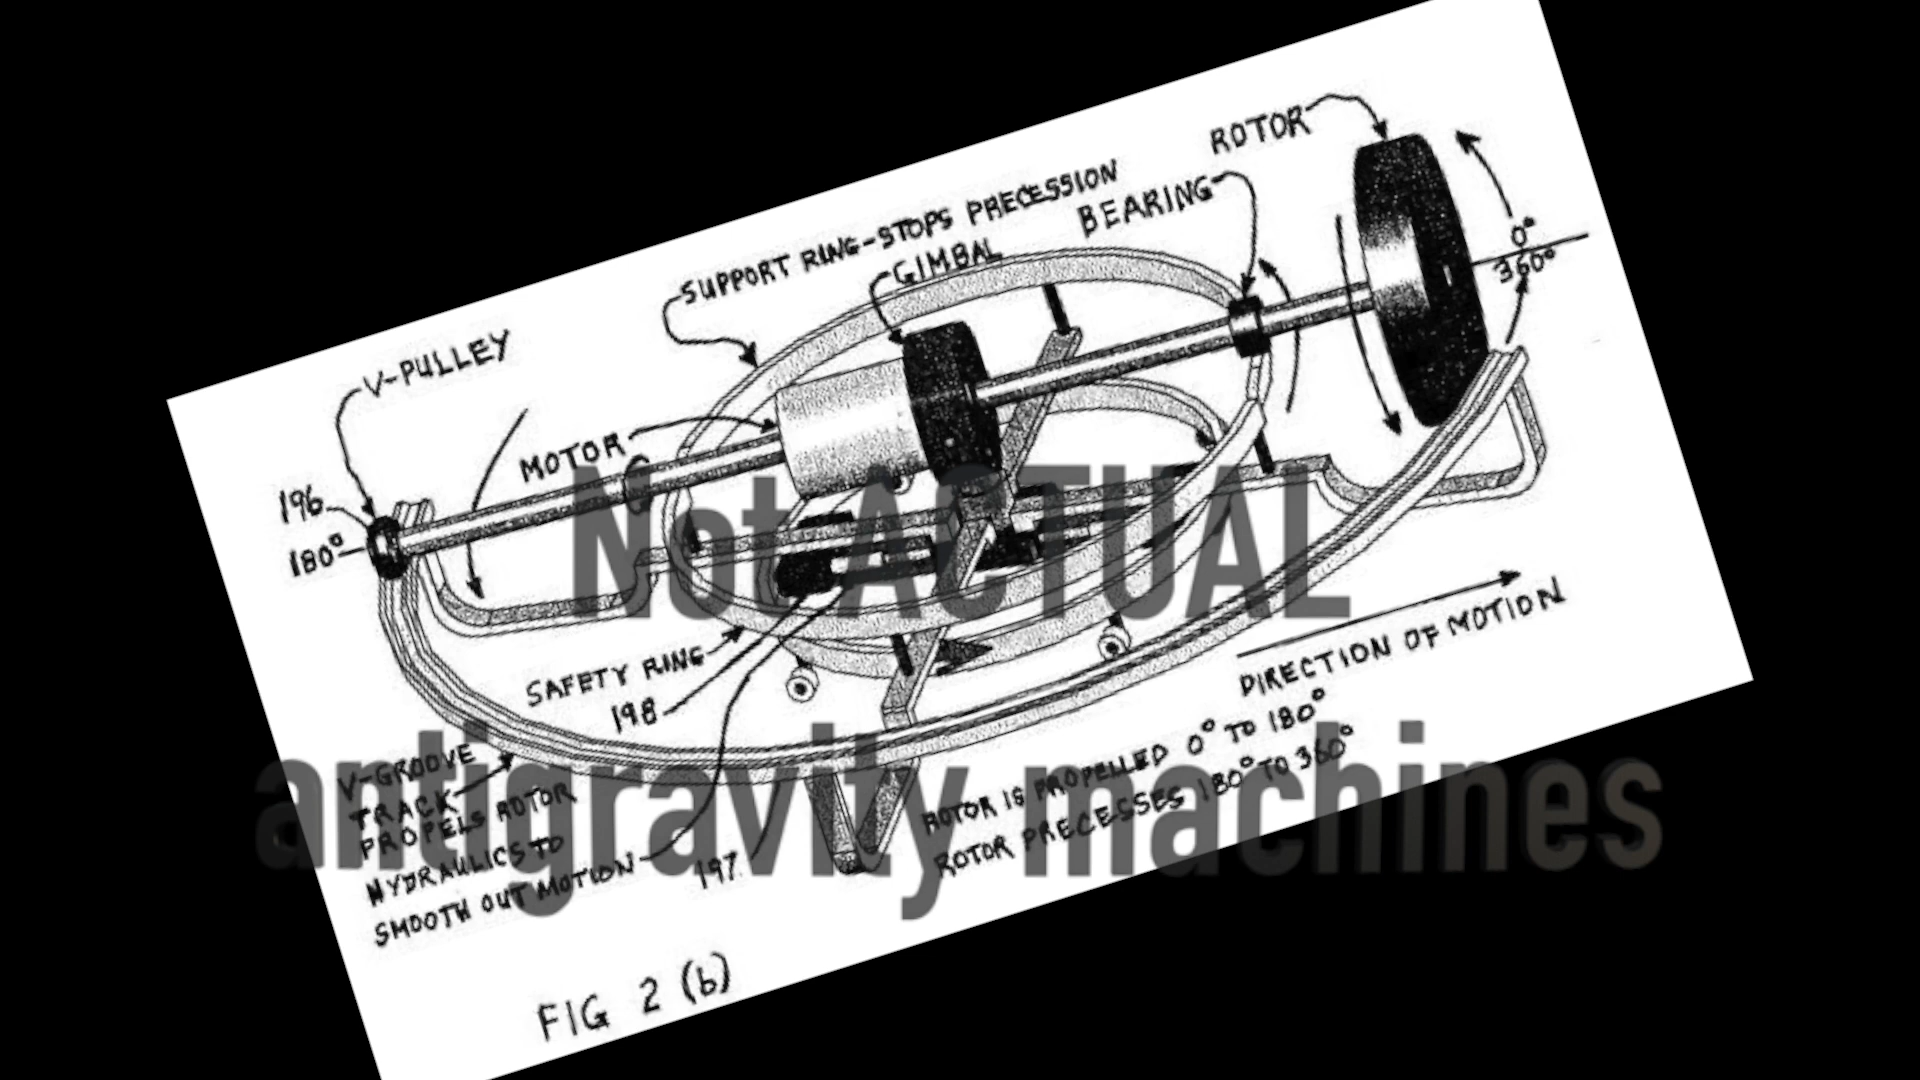 ROTOR
SUPPORT RING-STOPS PRECESSION
BEARING
GIMBAL
0°
360°
V-PULLEY
MOTOR
196
180°
Not ACTUAL
SAFETY RING
198
DIRECTION OF MOTION
antigravity machines
V-GROOVE
TRACK
PROPELS ROTOR
HYDRAULICS TO
SMOOTH OUT MOTION
197
ROTOR IS PROPELLED 0° TO 180°
ROTOR PRECESSES 180° TO 360°
FIG 2 (b)